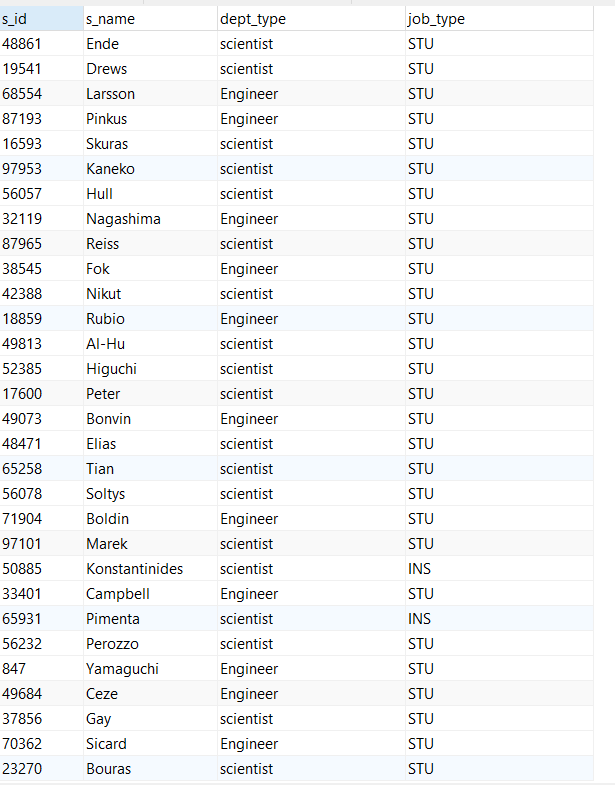 s_id s_name dept_type job_type
48861 Ende scientist STU
19541 Drews scientist STU
68554 Larsson Engineer STU
87193 Pinkus Engineer STU
16593 Skuras scientist STU
97953 Kaneko scientist STU
56057 Hull scientist STU
32119 Nagashima Engineer STU
87965 Reiss scientist STU
38545 Fok Engineer STU
42388 Nikut scientist STU
18859 Rubio Engineer STU
49813 Al-Hu scientist STU
52385 Higuchi scientist STU
17600 Peter scientist STU
49073 Bonvin Engineer STU
48471 Elias scientist STU
65258 Tian scientist STU
56078 Soltys scientist STU
71904 Boldin Engineer STU
97101 Marek scientist STU
50885 Konstantinides scientist INS
33401 Campbell Engineer STU
65931 Pimenta scientist INS
56232 Perozzo scientist STU
847 Yamaguchi Engineer STU
49684 Ceze Engineer STU
37856 Gay scientist STU
70362 Sicard Engineer STU
23270 Bouras scientist STU